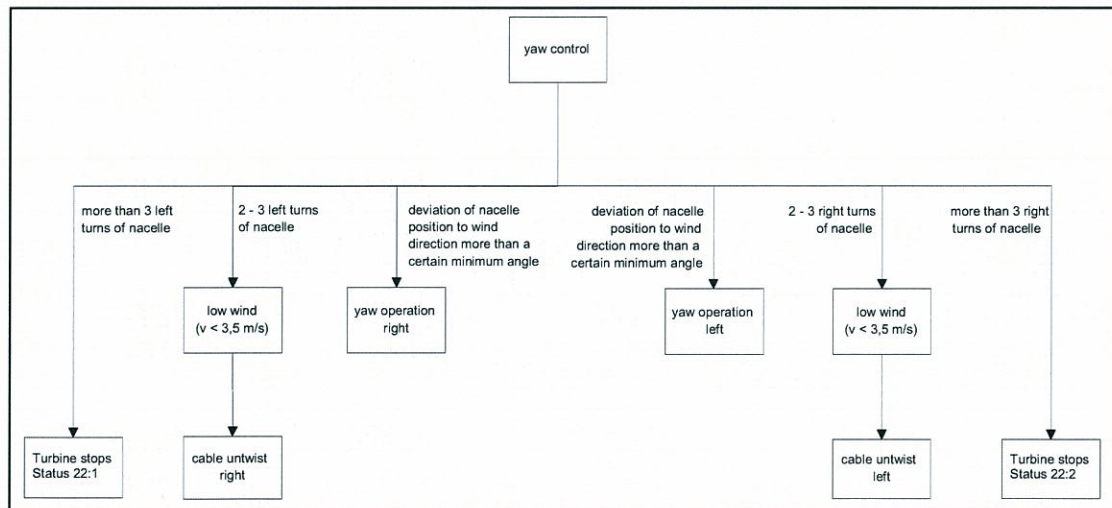 yaw control
more than 3 left
turns of nacelle
2 - 3 left turns
of nacelle
deviation of nacelle
position to wind
direction more than a
certain minimum angle
deviation of nacelle
position to wind
direction more than a
certain minimum angle
2 - 3 right turns
of nacelle
more than 3 right
turns of nacelle
low wind
(v < 3,5 m/s)
yaw operation
right
yaw operation
left
low wind
(v < 3,5 m/s)
Turbine stops
Status 22:1
cable untwist
right
cable untwist
left
Turbine stops
Status 22:2